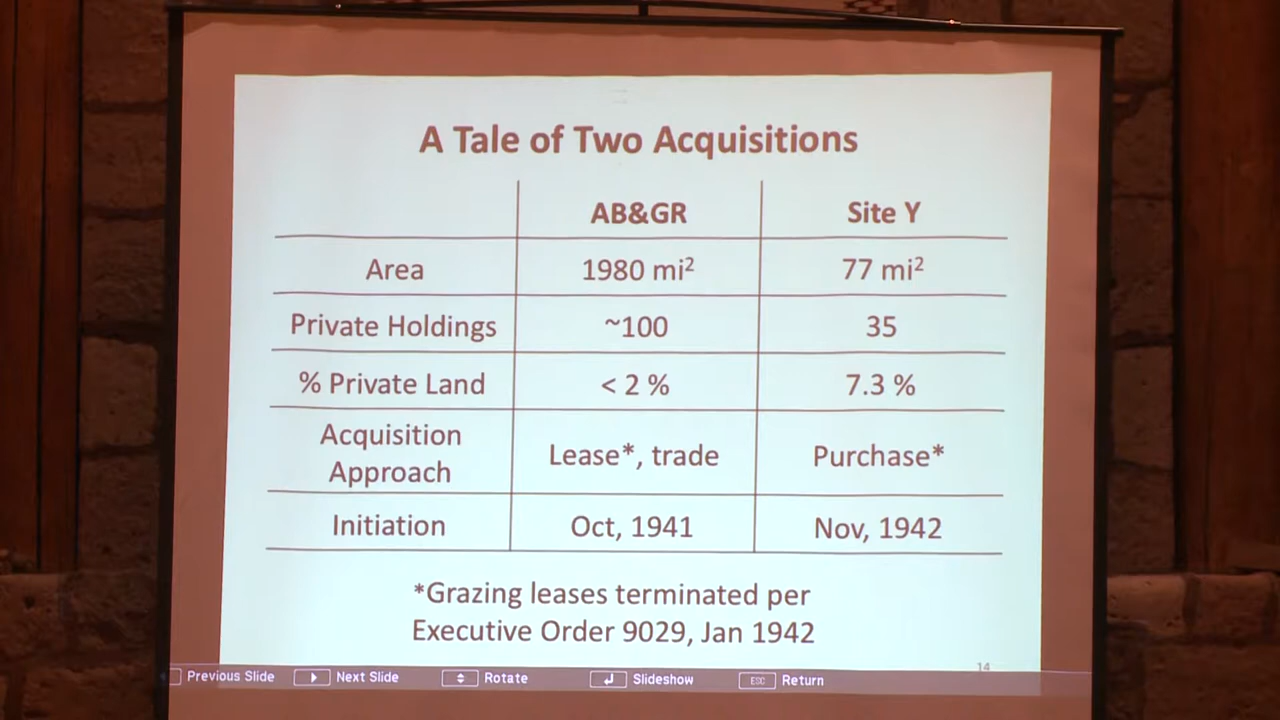 A Tale of Two Acquisitions
AB&GR Site Y
Area 1980 mi² 77 mi²
Private Holdings ~100 35
% Private Land < 2 % 7.3 %
Acquisition
Approach Lease*, trade Purchase*
Initiation Oct, 1941 Nov, 1942
*Grazing leases terminated per
Executive Order 9029, Jan 1942
14
Previous Slide Next Slide Rotate Slideshow ESC Return